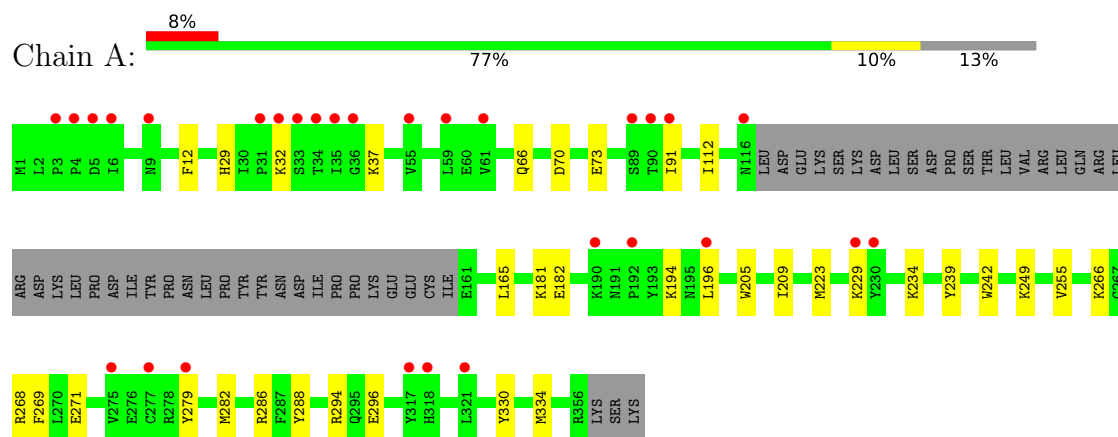 8%
Chain A:
77% 10% 13%
M1 L2 P3 P4 D5 I6 N9 F12 H29 I30 P31 K32 S33 T34 I35 G36 K37 V55 L59 E60 V61 Q66 D70 E73 S89 T90 I91 I112 N116 LEU ASP GLU LYS SER LYS ASP LEU SER ASP PRO SER THR LEU VAL ARG LEU GLN ARG LEU
ARG ASP LYS LEU PRO ASP ILE TYR PRO ASN LEU PRO TYR TYR ASN ASP ILE PRO PRO LYS GLU GLU CYS ILE E161 L165 K181 E182 K190 N191 P192 Y193 K194 N195 L196 W205 I209 M223 K229 Y230 K234 Y239 W242 K249 V255 K266 C267
R268 F269 L270 E271 V275 E276 C277 R278 Y279 M282 R286 F287 Y288 R294 Q295 E296 Y317 H318 L321 Y330 M334 R356 LYS SER LYS